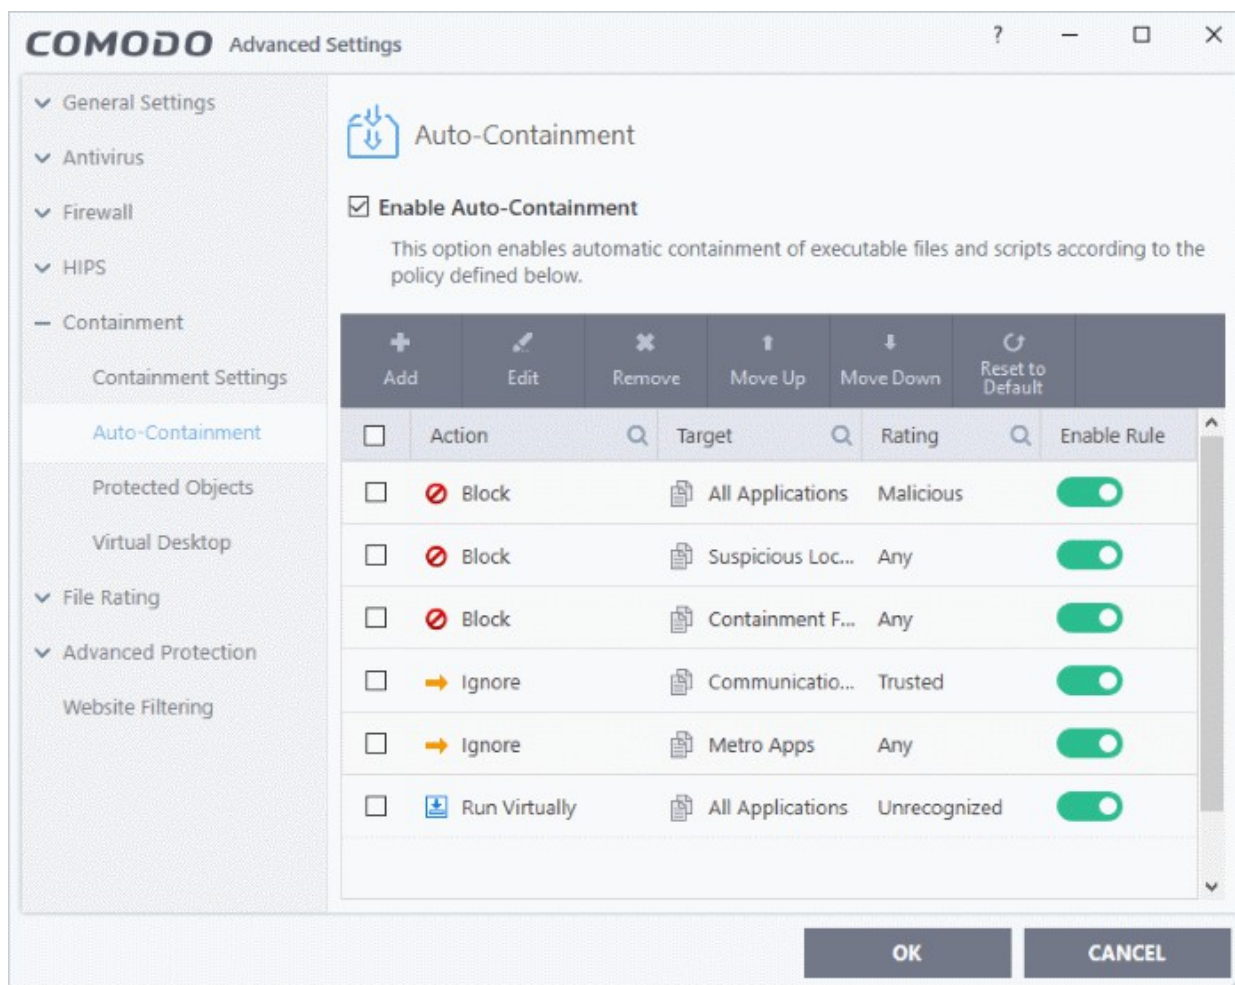 COMODO Advanced Settings ?
General Settings
Antivirus
Firewall
HIPS
Containment
Containment Settings
Auto-Containment
Protected Objects
Virtual Desktop
File Rating
Advanced Protection
Website Filtering
Auto-Containment
Enable Auto-Containment
This option enables automatic containment of executable files and scripts according to the
policy defined below.
Add Edit Remove Move Up Move Down Reset to
Default
Action Target Rating Enable Rule
Block All Applications Malicious
Block Suspicious Loc... Any
Block Containment F... Any
Ignore Communicatio... Trusted
Ignore Metro Apps Any
Run Virtually All Applications Unrecognized
OK CANCEL